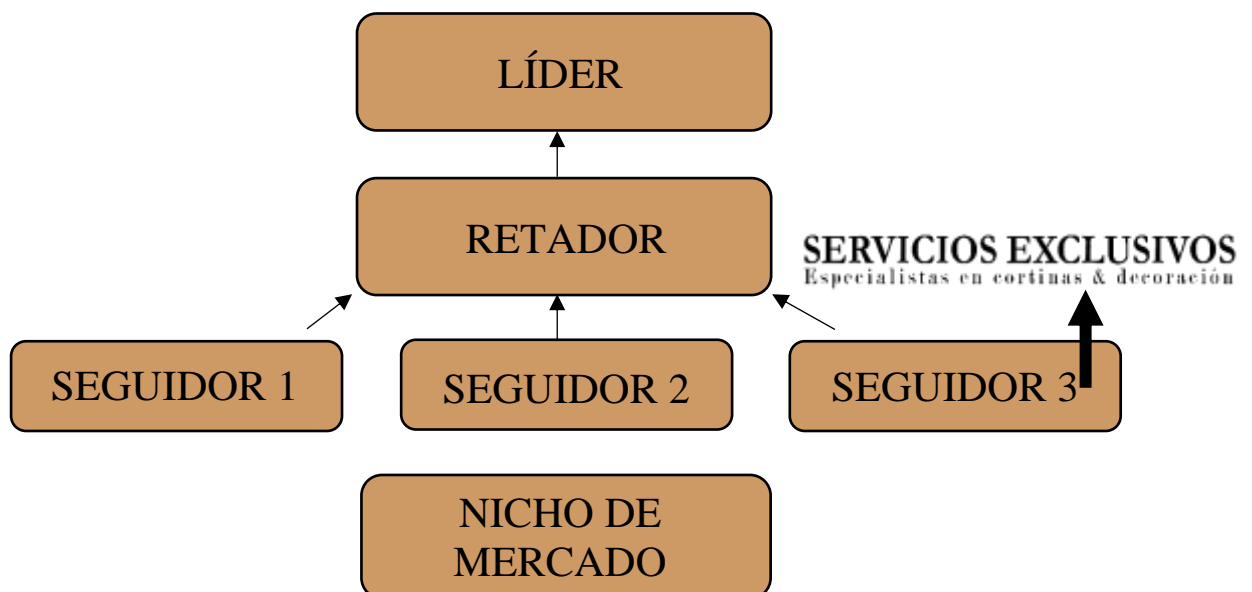 LÍDER
RETADOR
SERVICIOS EXCLUSIVOS
Especialistas en cortinas & decoración
SEGUIDOR 1
SEGUIDOR 2
SEGUIDOR 3
NICHO DE
MERCADO